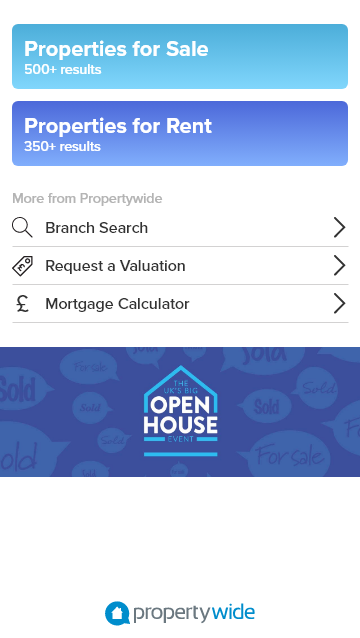 Properties for Sale
500+ results
Properties for Rent
350+ results
More from Propertywide
Branch Search
Request a Valuation
£
Mortgage Calculator
Sold
For sale
Sold
Sold
Sold
Sold
Sold
Sold
For sale
THE
UK'S BIG
OPEN
HOUSE
EVENT
propertywide